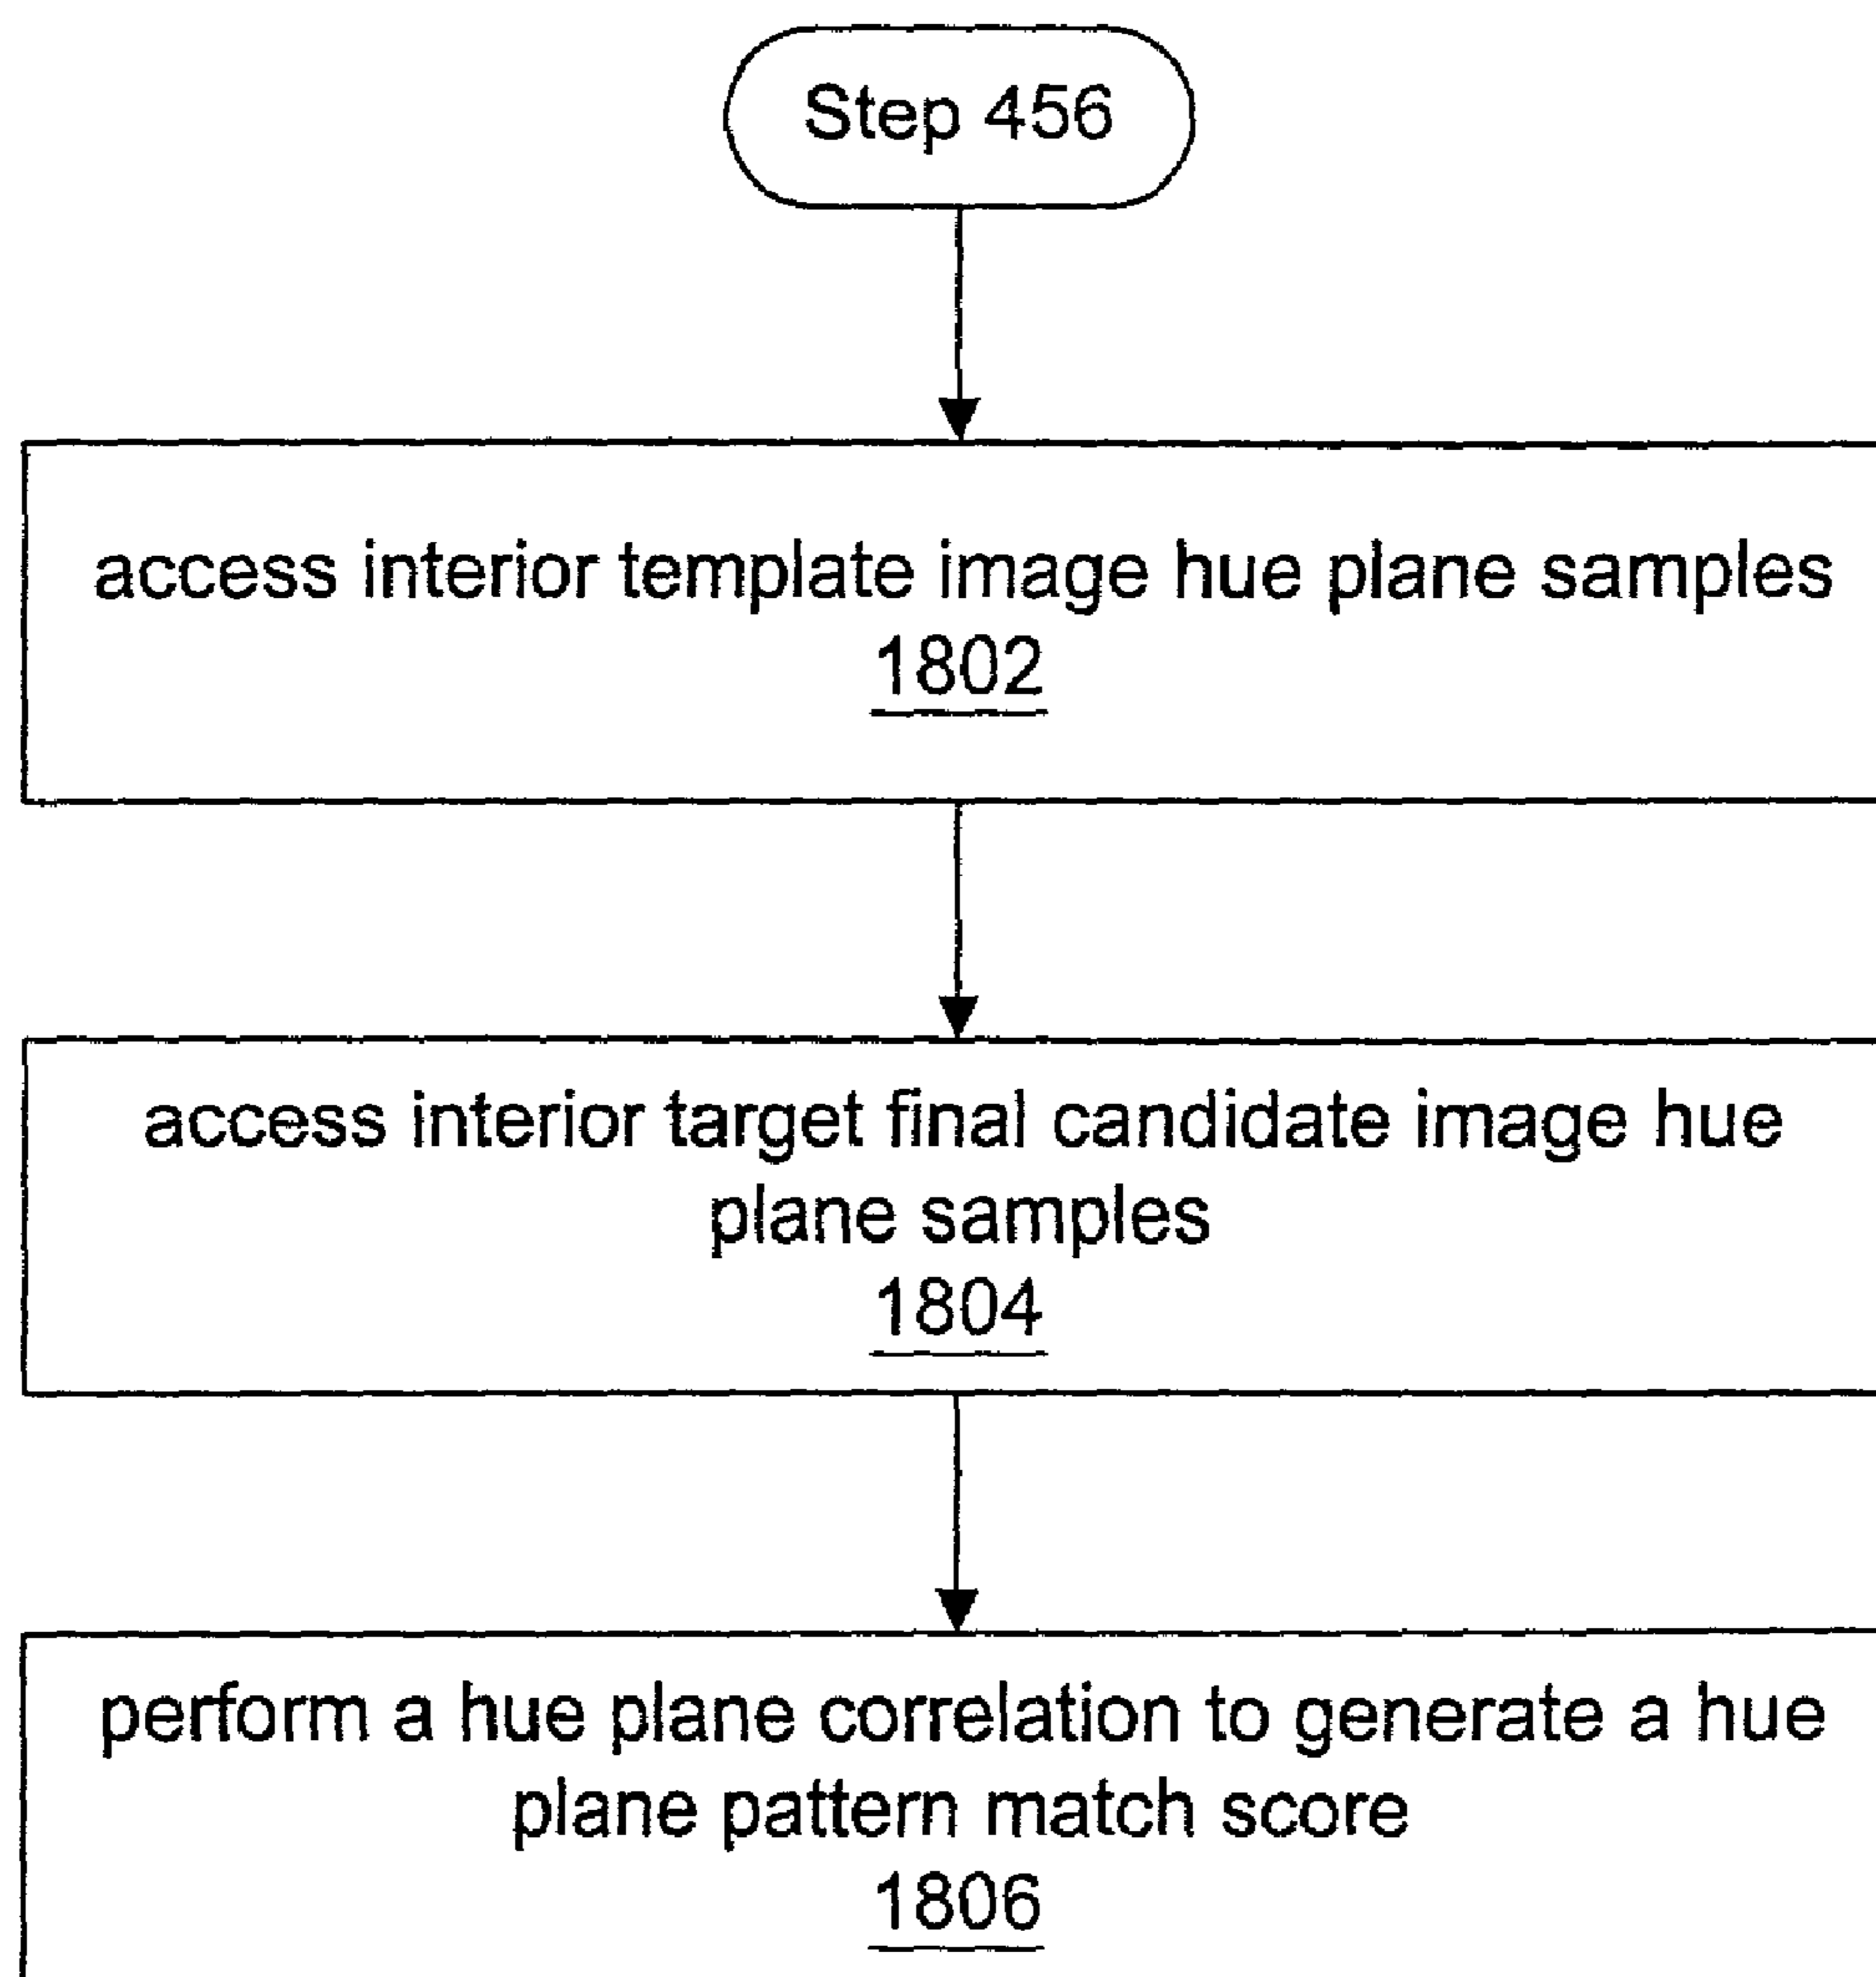 Step 456
access interior template image hue plane samples
1802
access interior target final candidate image hue
plane samples
1804
perform a hue plane correlation to generate a hue
plane pattern match score
1806